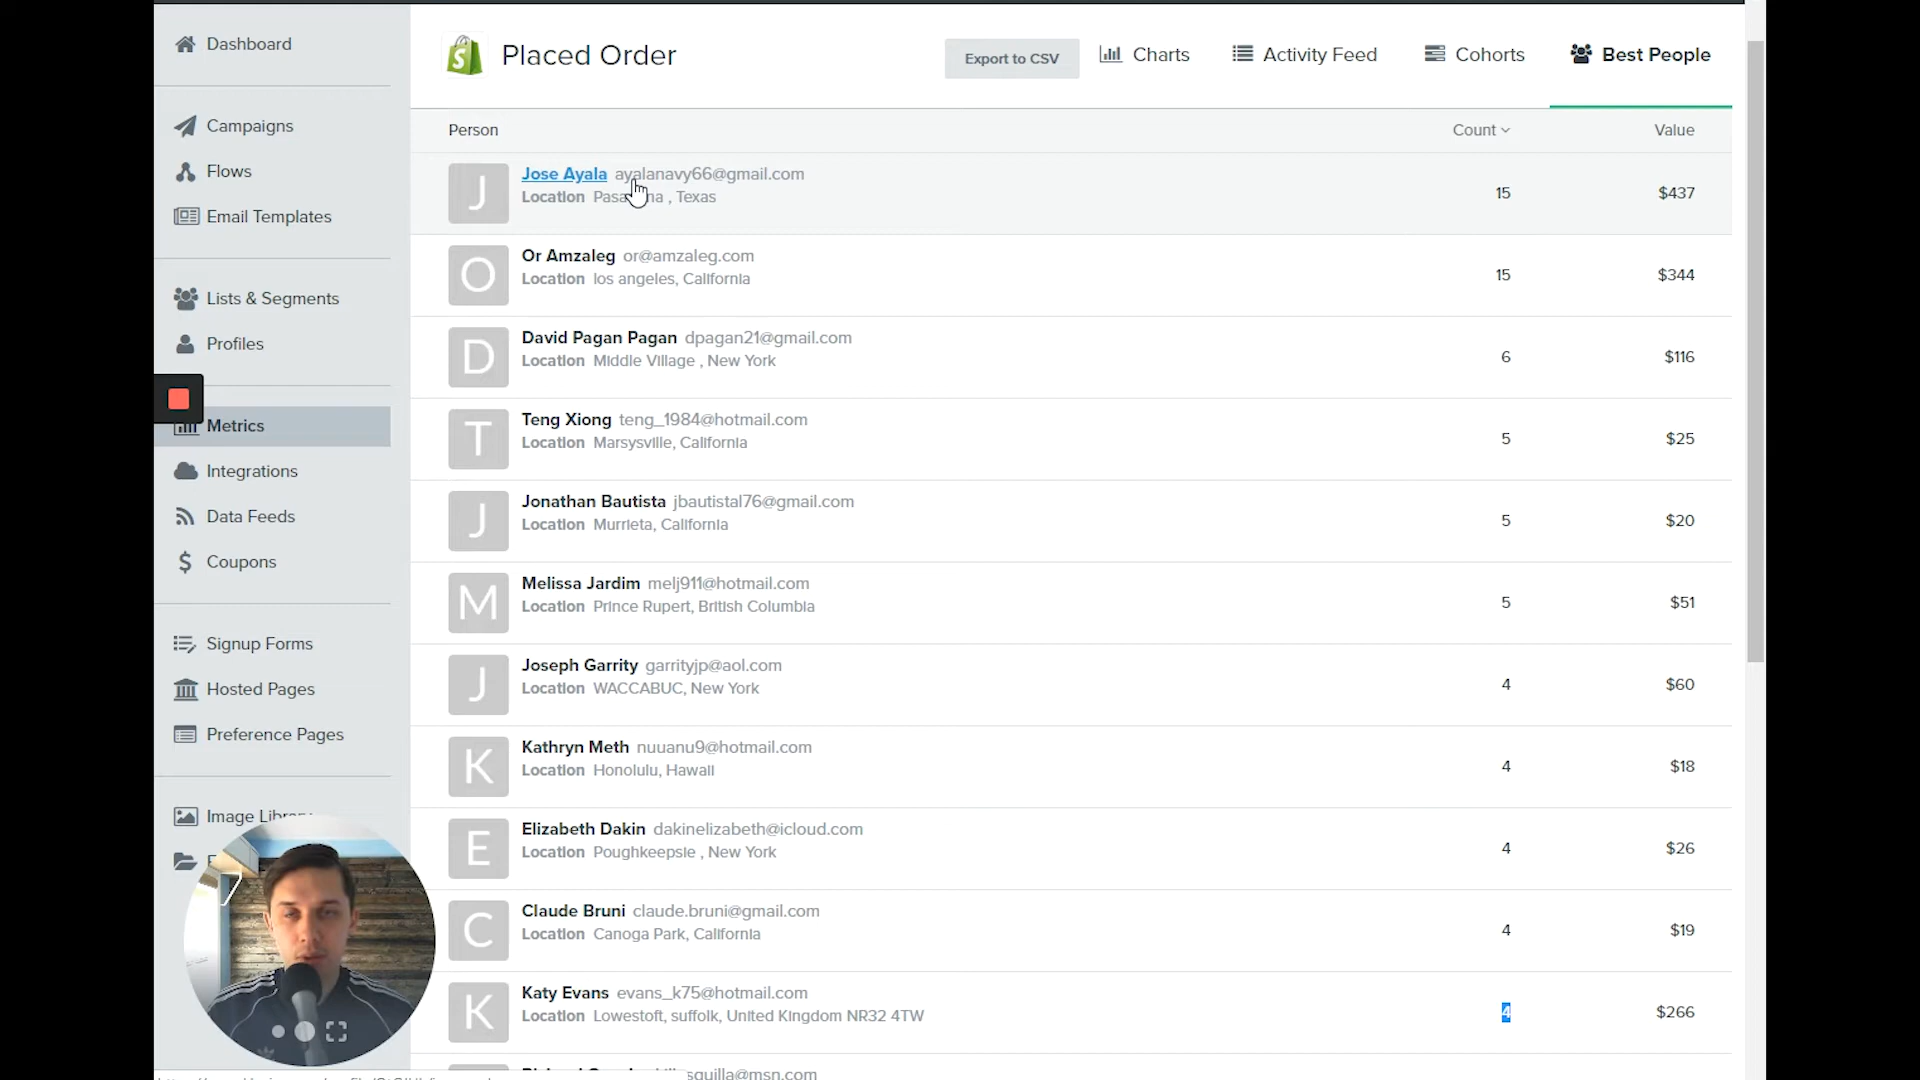 Dashboard
Campaigns
Flows
Email Templates
Lists & Segments
Profiles
Metrics
Integrations
Data Feeds
Coupons
Signup Forms
Hosted Pages
Preference Pages
Image Library
Placed Order
Export to CSV
Charts
Activity Feed
Cohorts
Best People
Person Count Value
J Jose Ayala ayalanavy66@gmail.com
Location , Texas
15 $437
O Or Amzaleg or@amzaleg.com
Location los angeles, California
15 $344
D David Pagan Pagan dpagan21@gmail.com
Location Middle Village , New York
6 $116
T Teng Xiong teng_1984@hotmail.com
Location Marsysville, California
5 $25
J Jonathan Bautista jbautistal76@gmail.com
Location Murrieta, California
5 $20
M Melissa Jardim melj911@hotmail.com
Location Prince Rupert, British Columbia
5 $51
J Joseph Garrity garrityjp@aol.com
Location WACCABUC, New York
4 $60
K Kathryn Meth nuuanu9@hotmail.com
Location Honolulu, Hawaii
4 $18
E Elizabeth Dakin dakinelizabeth@icloud.com
Location Poughkeepsie , New York
4 $26
C Claude Bruni claude.bruni@gmail.com
Location Canoga Park, California
4 $19
K Katy Evans evans_k75@hotmail.com
Location Lowestoft, suffolk, United Kingdom NR32 4TW
4 $266